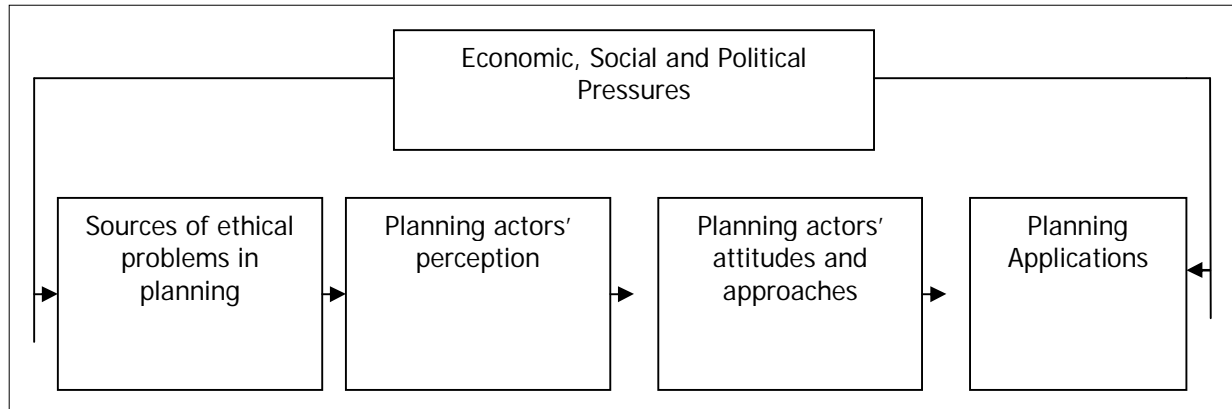 Economic, Social and Political
Pressures
Sources of ethical
problems in
planning
Planning actors’
perception
Planning actors’
attitudes and
approaches
Planning
Applications